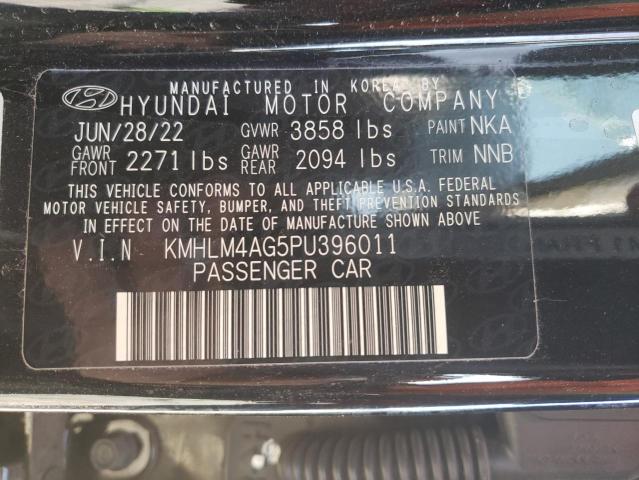 MANUFACTURED IN KOREA BY
HYUNDAI MOTOR COMPANY
JUN/28/22 GVWR 3858 lbs PAINT NKA
GAWR FRONT 2271 lbs GAWR REAR 2094 lbs TRIM NNB
THIS VEHICLE CONFORMS TO ALL APPLICABLE U.S.A. FEDERAL
MOTOR VEHICLE SAFETY, BUMPER, AND THEFT PREVENTION STANDARDS
IN EFFECT ON THE DATE OF MANUFACTURE SHOWN ABOVE.
V.I.N KMHLM4AG5PU396011
PASSENGER CAR